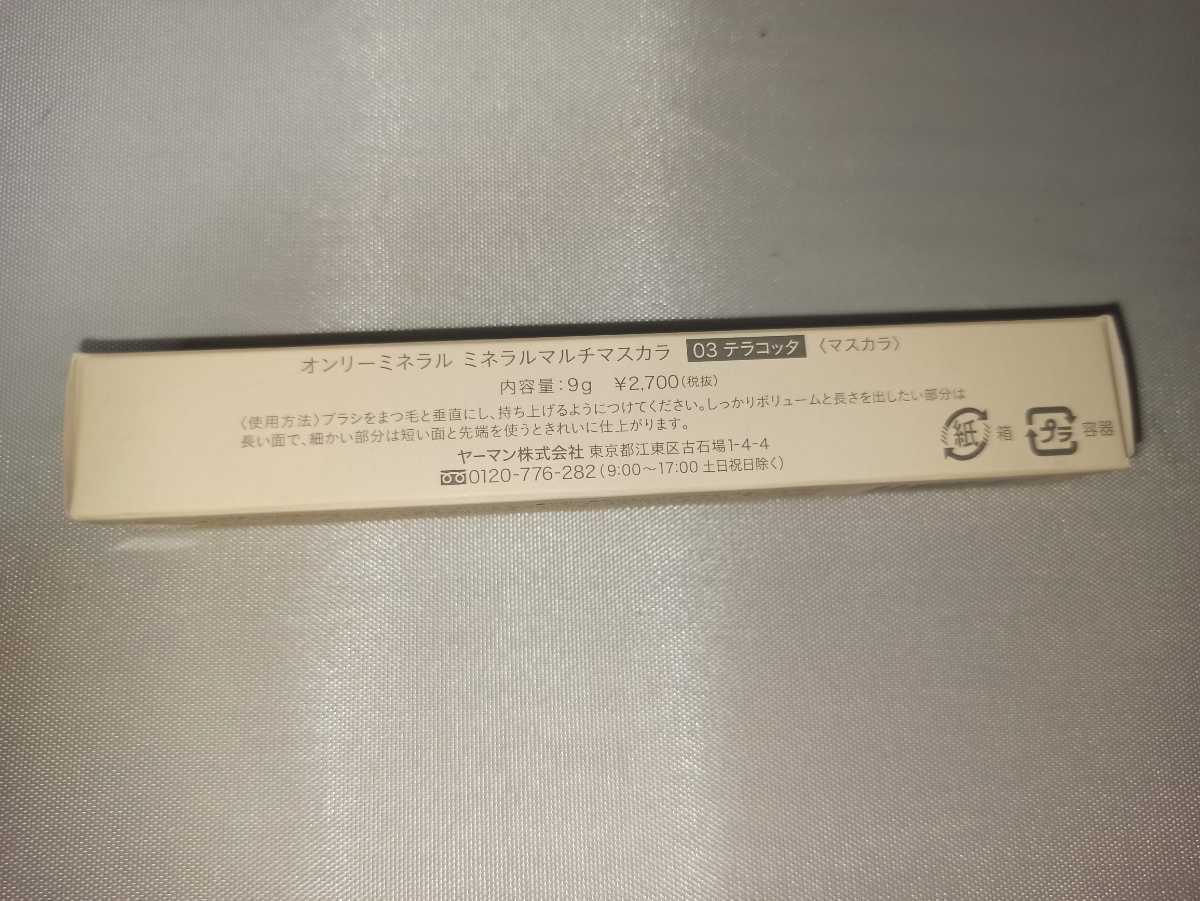 オンリーミネラル ミネラルマルチマスカラ 03 テラコッタ 〈マスカラ〉
内容量：9g ¥2,700(税抜)
〈使用方法〉ブラシをまつ毛と垂直にし、持ち上げるようにつけてください。しっかりボリュームと長さを出したい部分は
長い面で、細かい部分は短い面と先端を使うときれいに仕上がります。
ヤーマン株式会社 東京都江東区古石場1-4-4
0120-776-282(9:00〜17:00 土日祝日除く)
紙 箱 プラ 容器